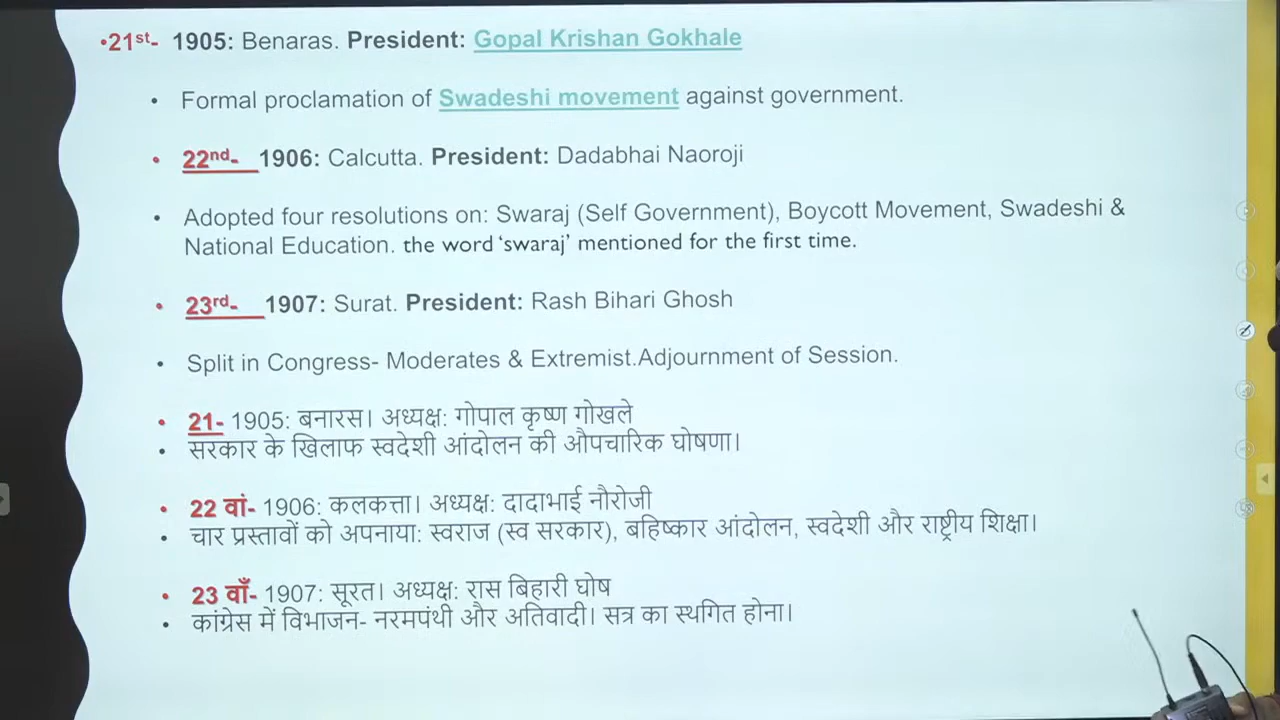 •21st- 1905: Benaras. President: Gopal Krishan Gokhale
• Formal proclamation of Swadeshi movement against government.
• 22nd- 1906: Calcutta. President: Dadabhai Naoroji
• Adopted four resolutions on: Swaraj (Self Government), Boycott Movement, Swadeshi &
National Education. the word ‘swaraj’ mentioned for the first time.
• 23rd- 1907: Surat. President: Rash Bihari Ghosh
• Split in Congress- Moderates & Extremist.Adjournment of Session.
• 21- 1905: बनारस। अध्यक्ष: गोपाल कृष्ण गोखले
• सरकार के खिलाफ स्वदेशी आंदोलन की औपचारिक घोषणा।
• 22 वां- 1906: कलकत्ता। अध्यक्ष: दादाभाई नौरोजी
• चार प्रस्तावों को अपनाया: स्वराज (स्व सरकार), बहिष्कार आंदोलन, स्वदेशी और राष्ट्रीय शिक्षा।
• 23 वाँ- 1907: सूरत। अध्यक्ष: रास बिहारी घोष
• कांग्रेस में विभाजन- नरमपंथी और अतिवादी। सत्र का स्थगित होना।